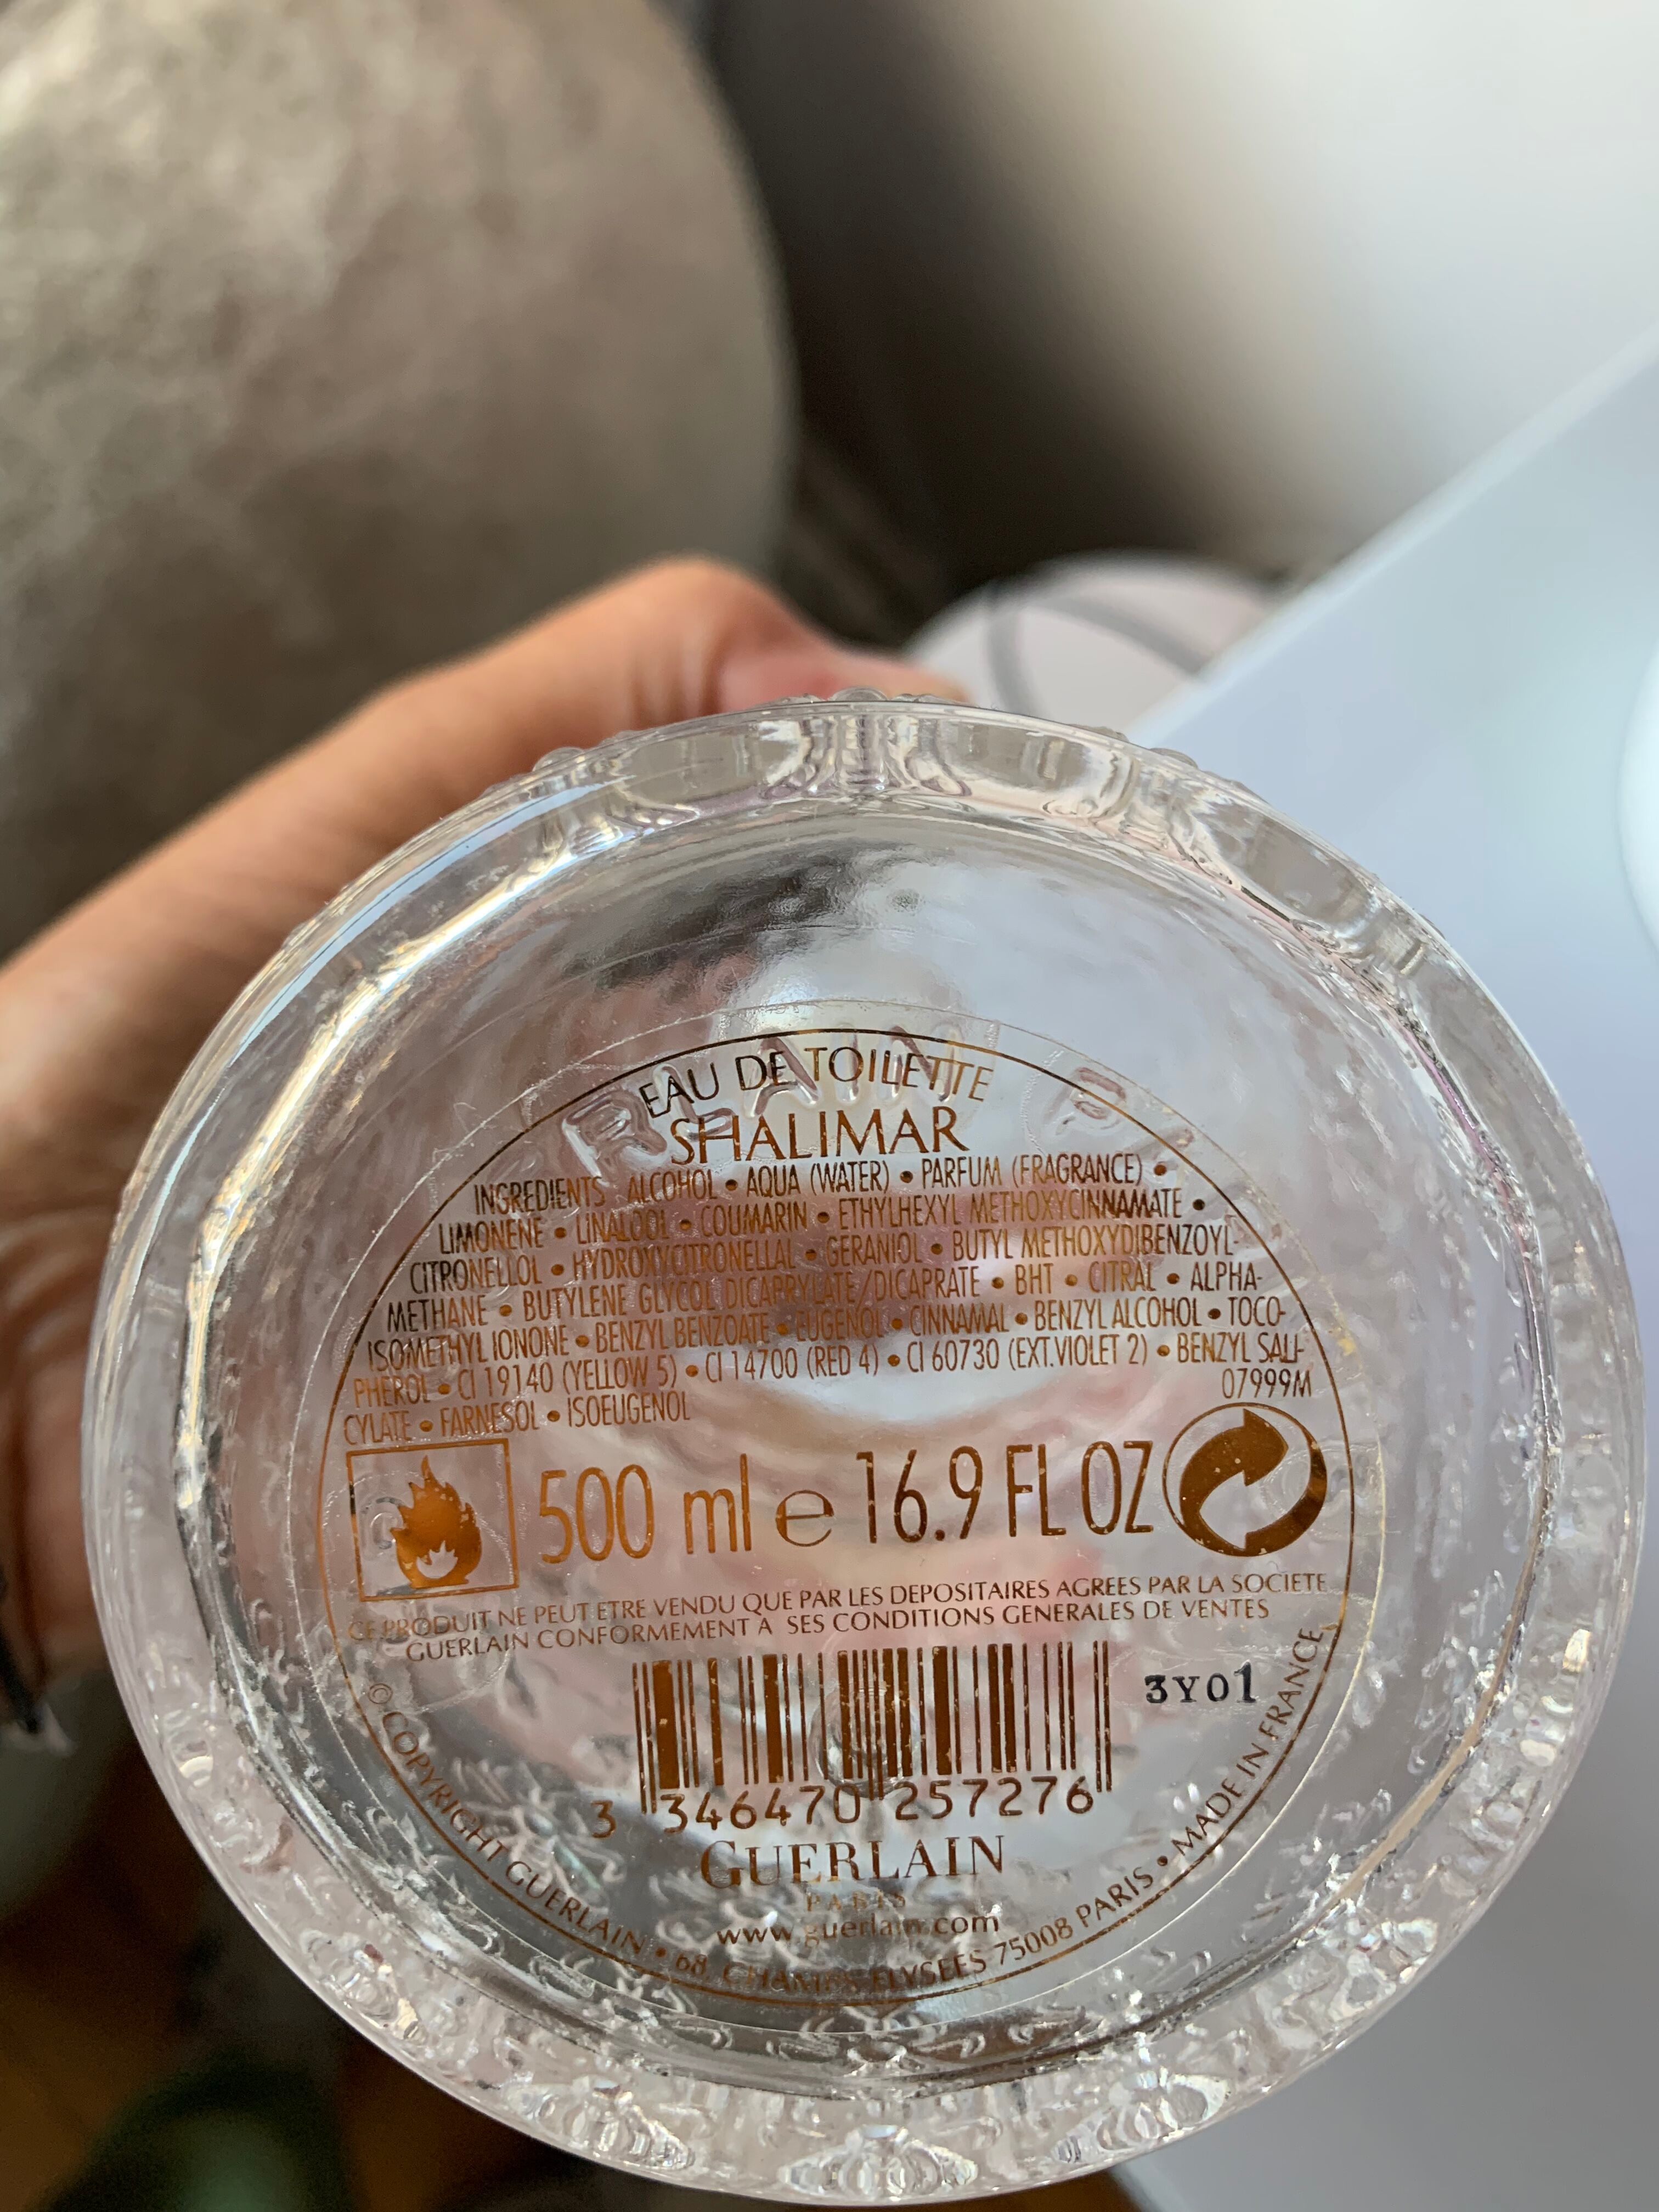 EAU DE TOILETTE
SHALIMAR
INGREDIENTS : ALCOHOL • AQUA (WATER) • PARFUM (FRAGRANCE) •
LIMONENE • LINALOOL • COUMARIN • ETHYLHEXYL METHOXYCINNAMATE •
CITRONELLOL • HYDROXYCITRONELLAL • GERANIOL • BUTYL METHOXYDIBENZOYL-
METHANE • BUTYLENE GLYCOL DICAPRYLATE/DICAPRATE • BHT • CITRAL • ALPHA-
ISOMETHYL IONONE • BENZYL BENZOATE • EUGENOL • CINNAMAL • BENZYL ALCOHOL • TOCO-
PHEROL • CI 19140 (YELLOW 5) • CI 14700 (RED 4) • CI 60730 (EXT.VIOLET 2) • BENZYL SALI-
CYLATE • FARNESOL • ISOEUGENOL
07999M
500 ml e 16.9 FL OZ
CE PRODUIT NE PEUT ETRE VENDU QUE PAR LES DEPOSITAIRES AGREES PAR LA SOCIETE
GUERLAIN CONFORMEMENT A SES CONDITIONS GENERALES DE VENTES
3Y01
3 346470 257276
GUERLAIN
PARIS
www.guerlain.com
© COPYRIGHT GUERLAIN • 68, CHAMPS ELYSEES 75008 PARIS • MADE IN FRANCE